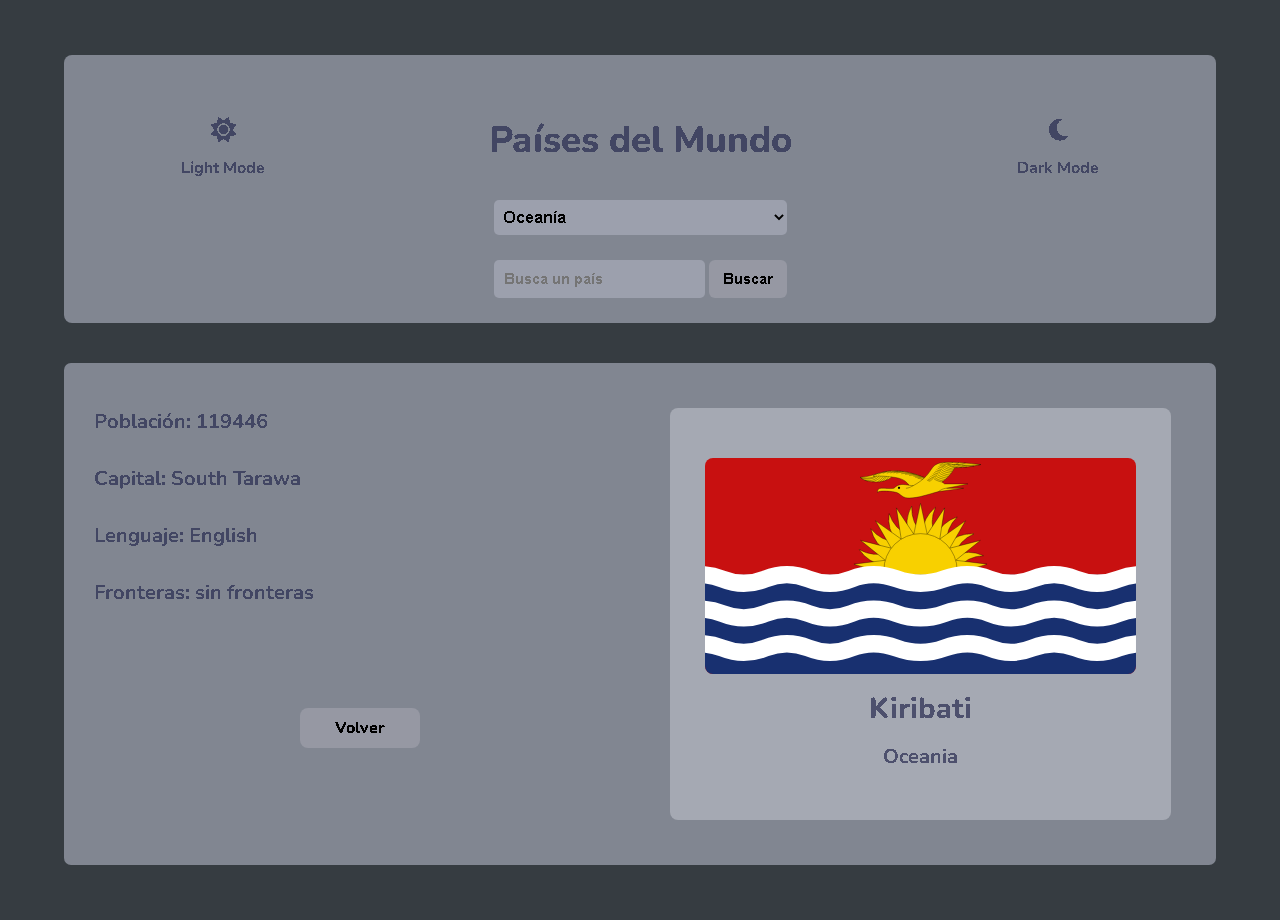 Países del Mundo
Light Mode
Dark Mode
Oceanía
Busca un país
Buscar
Población: 119446
Capital: South Tarawa
Lenguaje: English
Fronteras: sin fronteras
Volver
Kiribati
Oceania